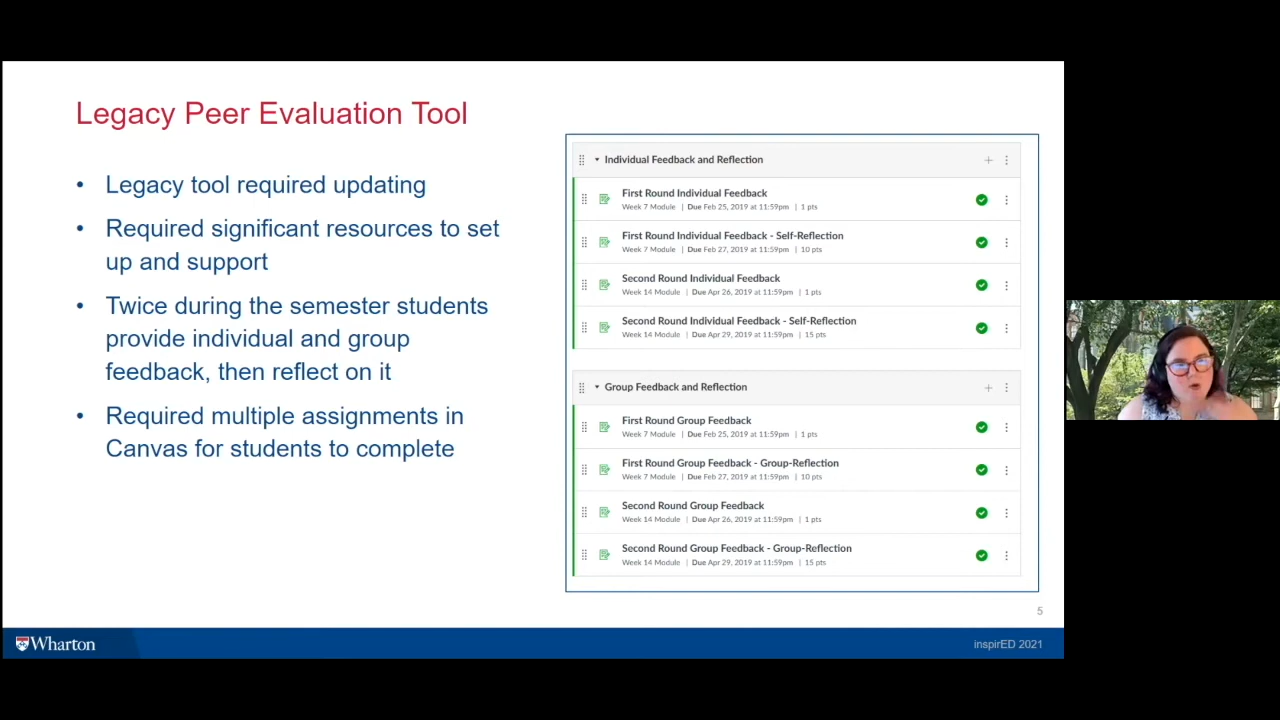 Legacy Peer Evaluation Tool
• Legacy tool required updating
• Required significant resources to set
up and support
• Twice during the semester students
provide individual and group
feedback, then reflect on it
• Required multiple assignments in
Canvas for students to complete
Individual Feedback and Reflection
First Round Individual Feedback
Week 7 Module | Due Feb 25, 2019 at 11:59pm | 1 pts
First Round Individual Feedback - Self-Reflection
Week 7 Module | Due Feb 27, 2019 at 11:59pm | 10 pts
Second Round Individual Feedback
Week 14 Module | Due Apr 26, 2019 at 11:59pm | 1 pts
Second Round Individual Feedback - Self-Reflection
Week 14 Module | Due Apr 29, 2019 at 11:59pm | 15 pts
Group Feedback and Reflection
First Round Group Feedback
Week 7 Module | Due Feb 25, 2019 at 11:59pm | 1 pts
First Round Group Feedback - Group-Reflection
Week 7 Module | Due Feb 27, 2019 at 11:59pm | 10 pts
Second Round Group Feedback
Week 14 Module | Due Apr 26, 2019 at 11:59pm | 1 pts
Second Round Group Feedback - Group-Reflection
Week 14 Module | Due Apr 29, 2019 at 11:59pm | 15 pts
5
Wharton
inspirED 2021